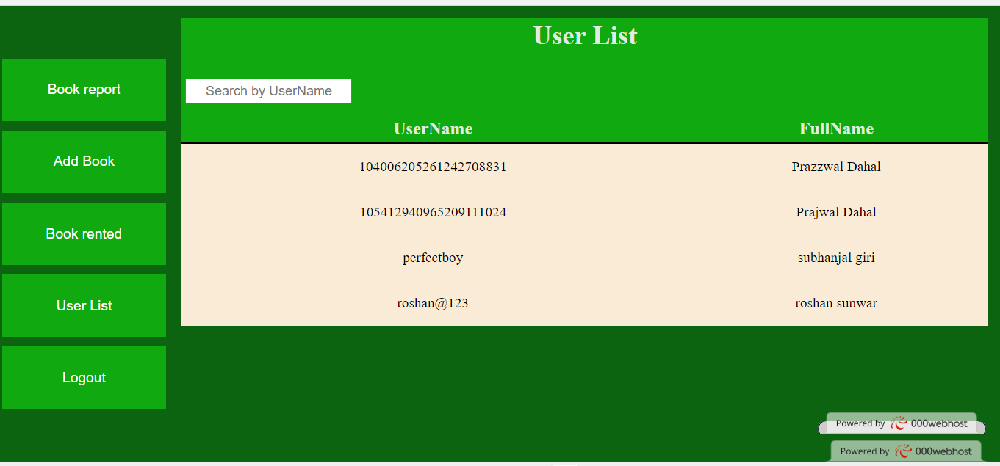 User List
Book report
Add Book
Book rented
User List
Logout
Search by UserName
UserName FullName
104006205261242708831 Prazzwal Dahal
105412940965209111024 Prajwal Dahal
perfectboy subhanjal giri
roshan@123 roshan sunwar
Powered by 000webhost
Powered by 000webhost